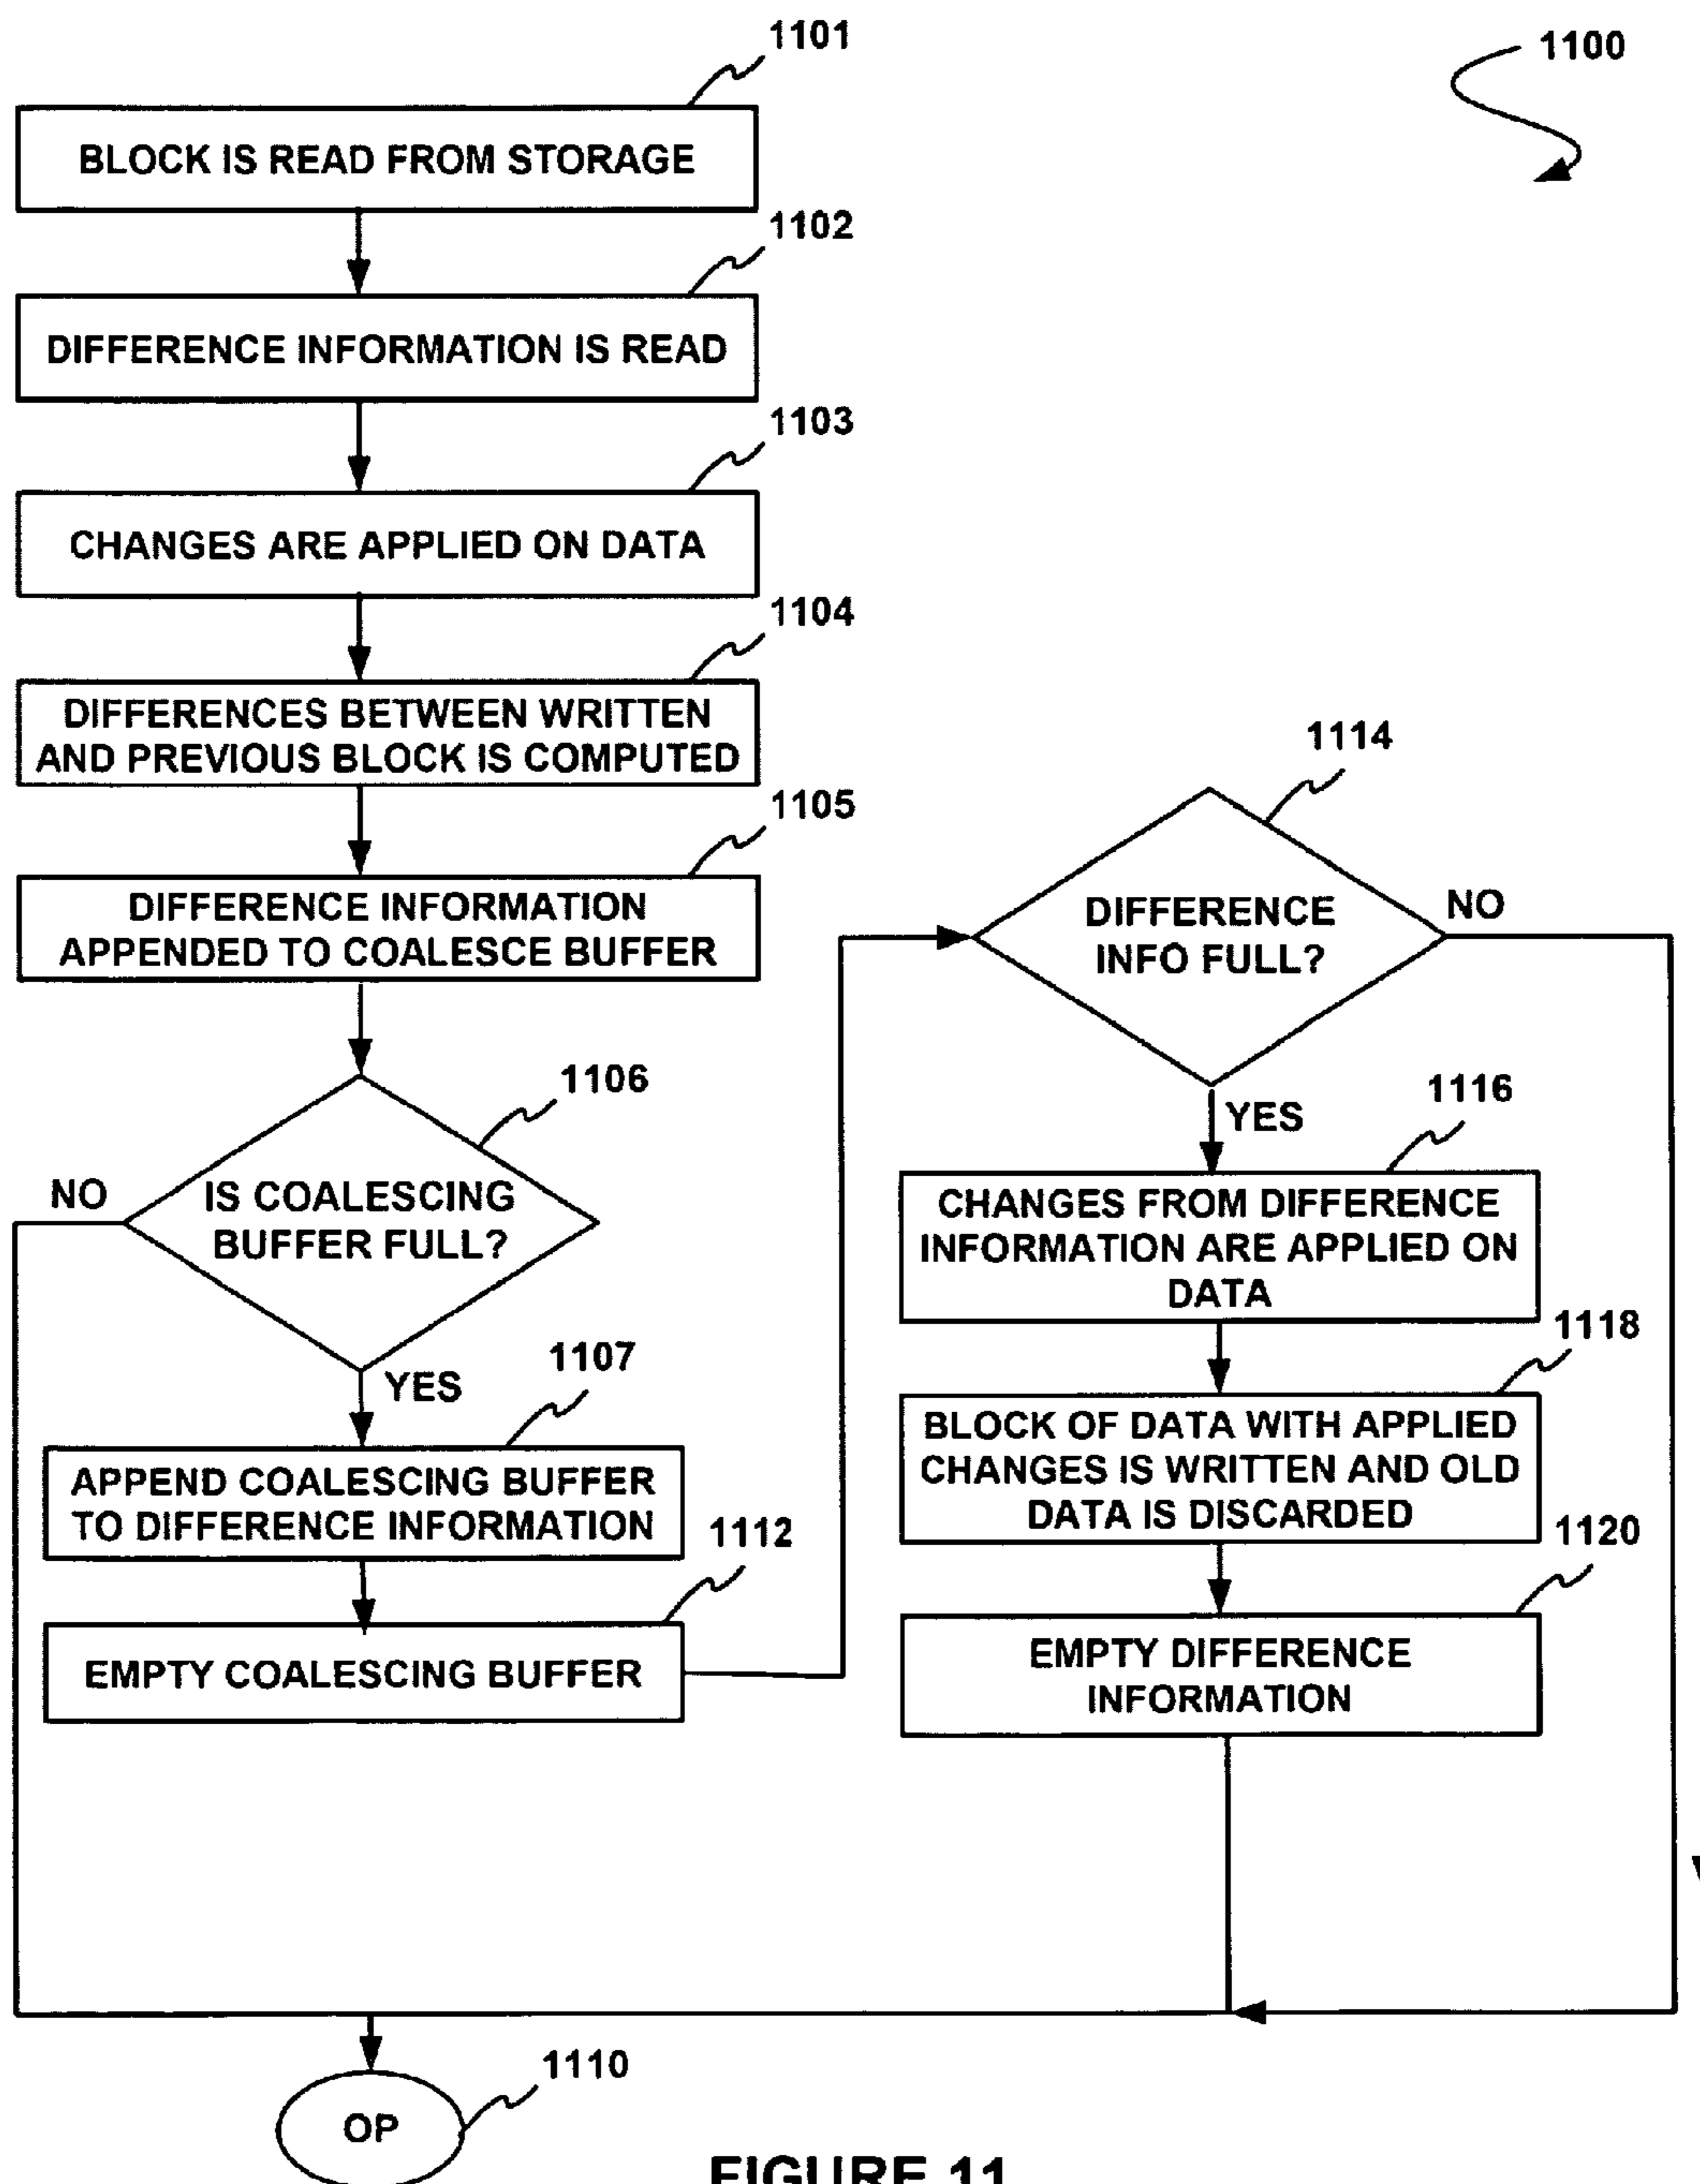 1101
1100
BLOCK IS READ FROM STORAGE
1102
DIFFERENCE INFORMATION IS READ
1103
CHANGES ARE APPLIED ON DATA
1104
DIFFERENCES BETWEEN WRITTEN
AND PREVIOUS BLOCK IS COMPUTED
1105
DIFFERENCE INFORMATION
APPENDED TO COALESCE BUFFER
1106
NO
IS COALESCING
BUFFER FULL?
YES
1107
APPEND COALESCING BUFFER
TO DIFFERENCE INFORMATION
1112
EMPTY COALESCING BUFFER
1114
DIFFERENCE
INFO FULL?
NO
YES
1116
CHANGES FROM DIFFERENCE
INFORMATION ARE APPLIED ON
DATA
1118
BLOCK OF DATA WITH APPLIED
CHANGES IS WRITTEN AND OLD
DATA IS DISCARDED
1120
EMPTY DIFFERENCE
INFORMATION
1110
OP
FIGURE 11